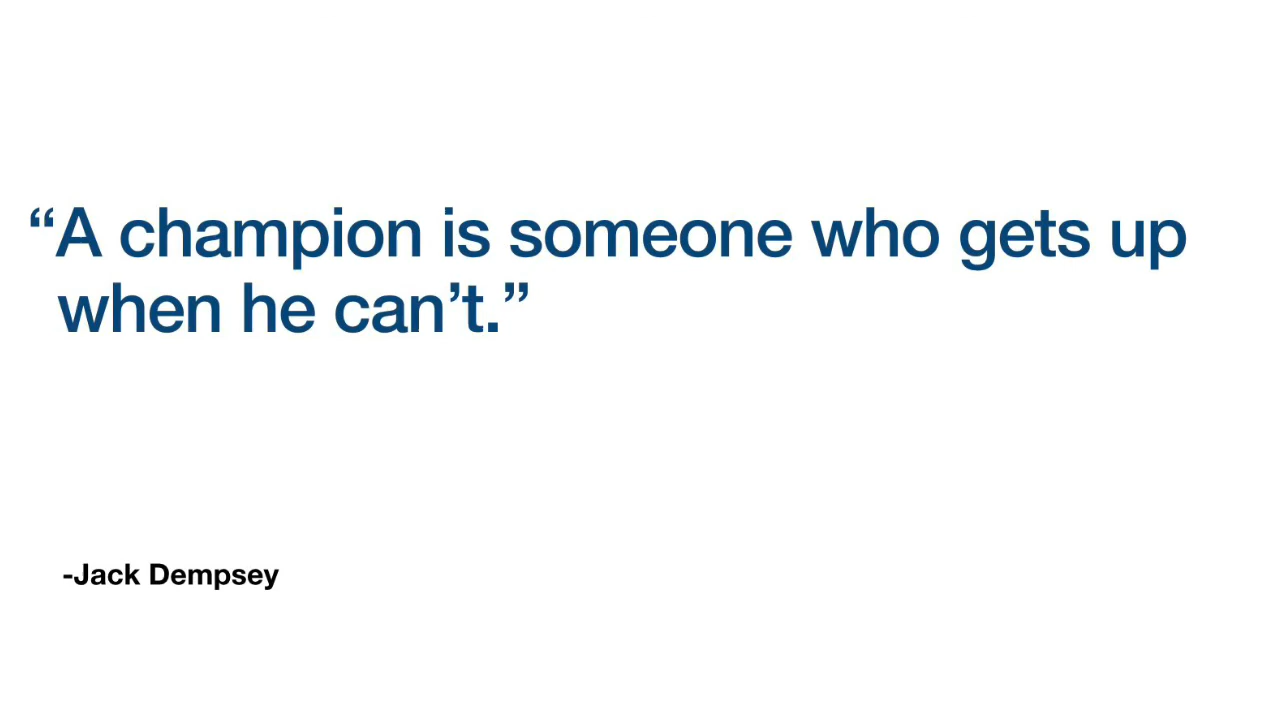 “A champion is someone who gets up
when he can’t.”
-Jack Dempsey